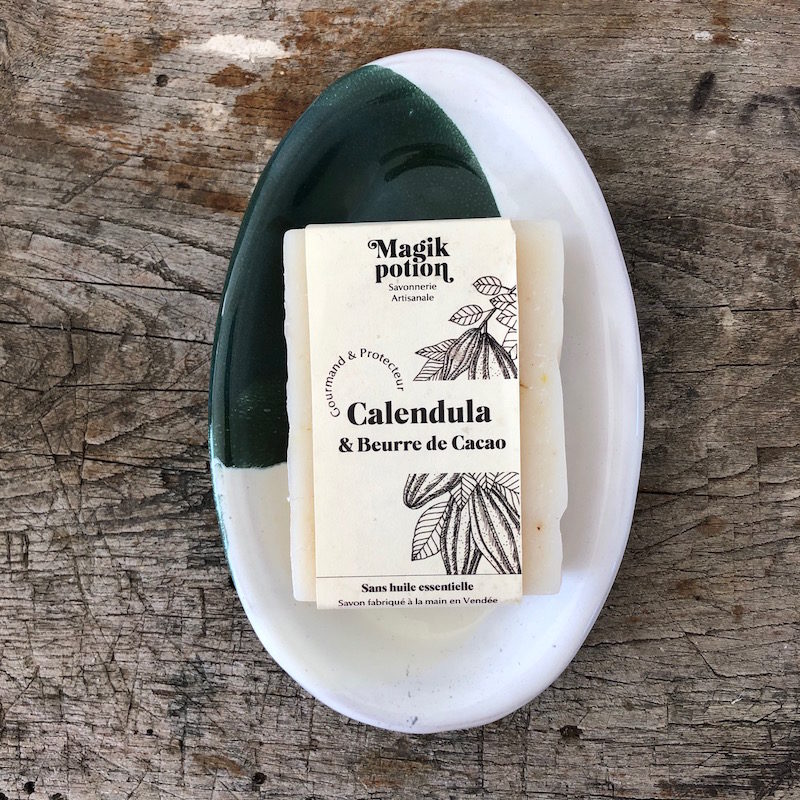 Magik
potion
Savonnerie
Artisanale
Gourmand & Protecteur
Calendula
& Beurre de Cacao
Sans huile essentielle
Savon fabriqué à la main en Vendée